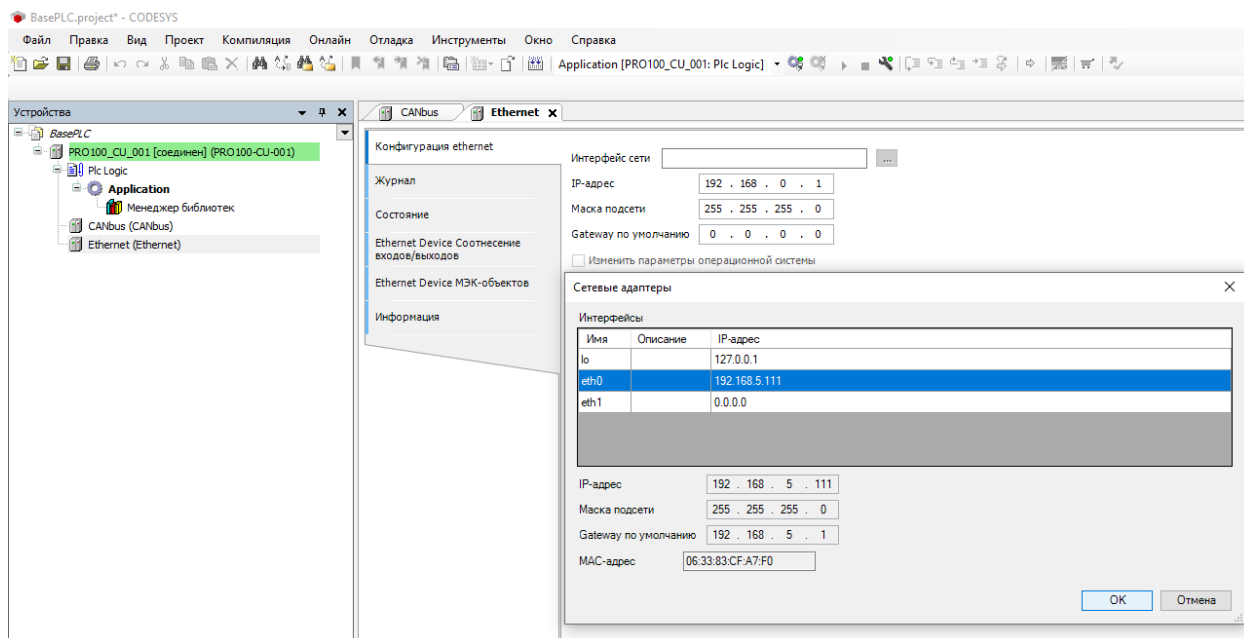 BasePLC.project* - CODESYS
Файл Правка Вид Проект Компиляция Онлайн Отладка Инструменты Окно Справка
Application [PRO100_CU_001: Plc Logic]
Устройства
BasePLC
PRO100_CU_001 [соединен] (PRO100-CU-001)
Plc Logic
Application
Менеджер библиотек
CANbus (CANbus)
Ethernet (Ethernet)
CANbus Ethernet
Конфигурация ethernet
Журнал
Состояние
Ethernet Device Соотнесение
входов/выходов
Ethernet Device МЭК-объектов
Информация
Интерфейс сети ...
IP-адрес 192 . 168 . 0 . 1
Маска подсети 255 . 255 . 255 . 0
Gateway по умолчанию 0 . 0 . 0 . 0
Изменить параметры операционной системы
Сетевые адаптеры
Интерфейсы
Имя Описание IP-адрес
lo 127.0.0.1
eth0 192.168.5.111
eth1 0.0.0.0
IP-адрес 192 . 168 . 5 . 111
Маска подсети 255 . 255 . 255 . 0
Gateway по умолчанию 192 . 168 . 5 . 1
MAC-адрес 06:33:83:CF:A7:F0
OK Отмена